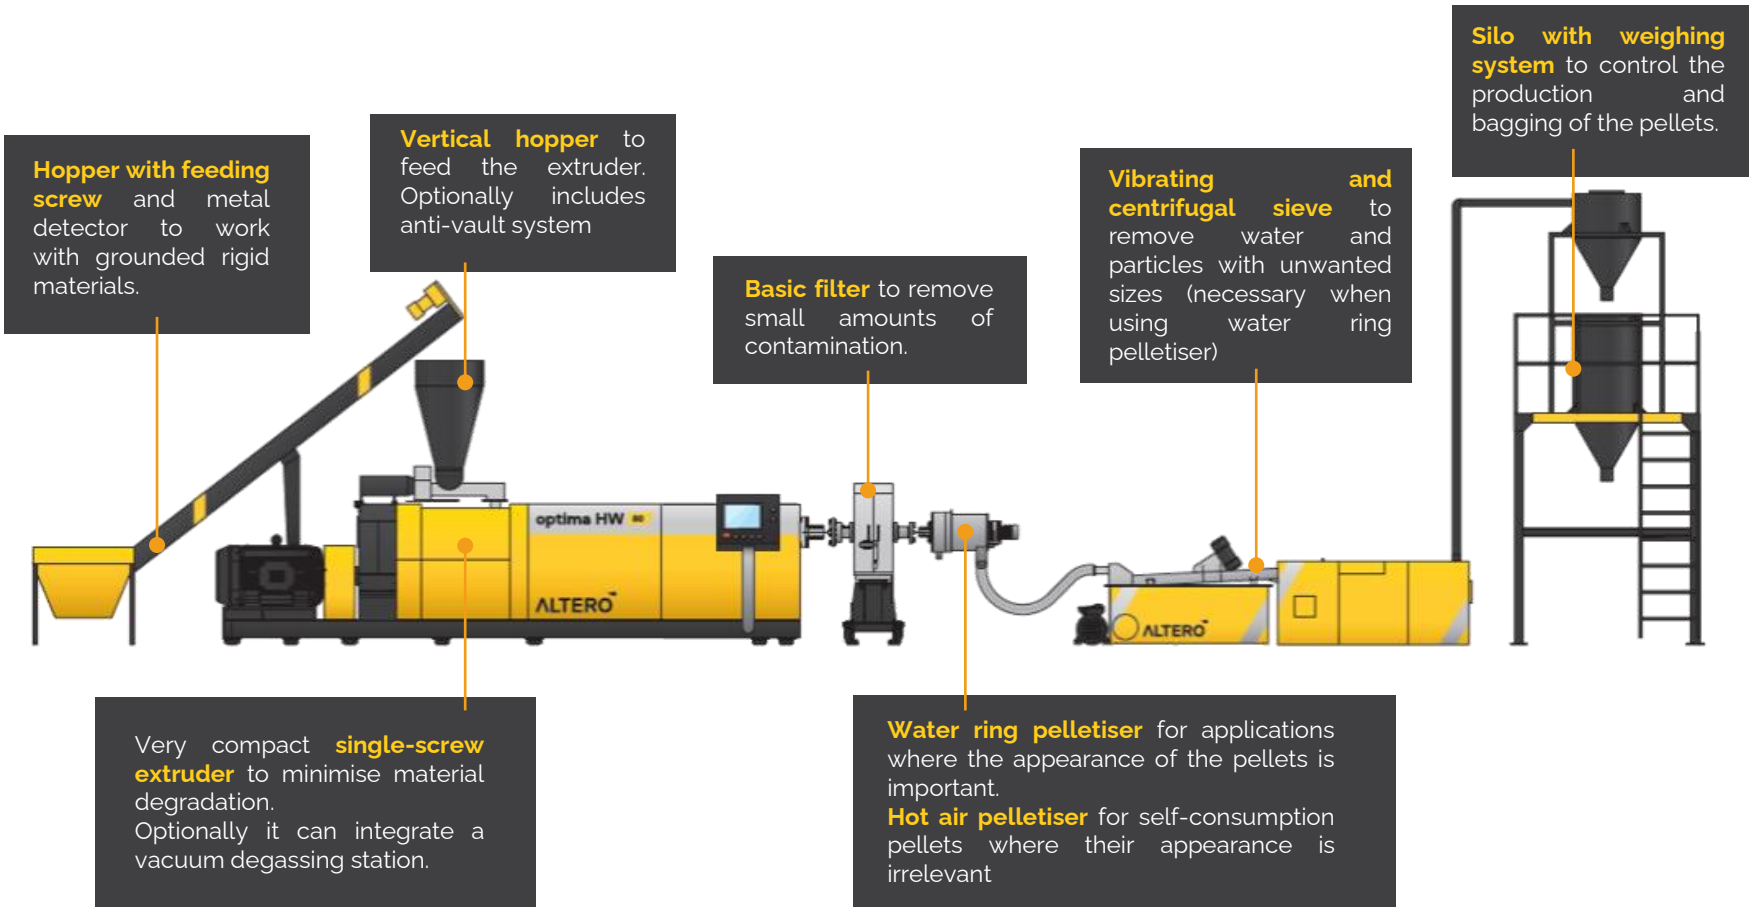 Silo with weighing
system to control the
production and
bagging of the pellets.
Vertical hopper to
feed the extruder.
Optionally includes
anti-vault system
Hopper with feeding
screw and metal
detector to work
with grounded rigid
materials.
Vibrating and
centrifugal sieve to
remove water and
particles with unwanted
sizes (necessary when
using water ring
pelletiser)
Basic filter to remove
small amounts of
contamination.
optima HW 80
ALTERO™
ALTERO™
Very compact single-screw
extruder to minimise material
degradation.
Optionally it can integrate a
vacuum degassing station.
Water ring pelletiser for applications
where the appearance of the pellets is
important.
Hot air pelletiser for self-consumption
pellets where their appearance is
irrelevant